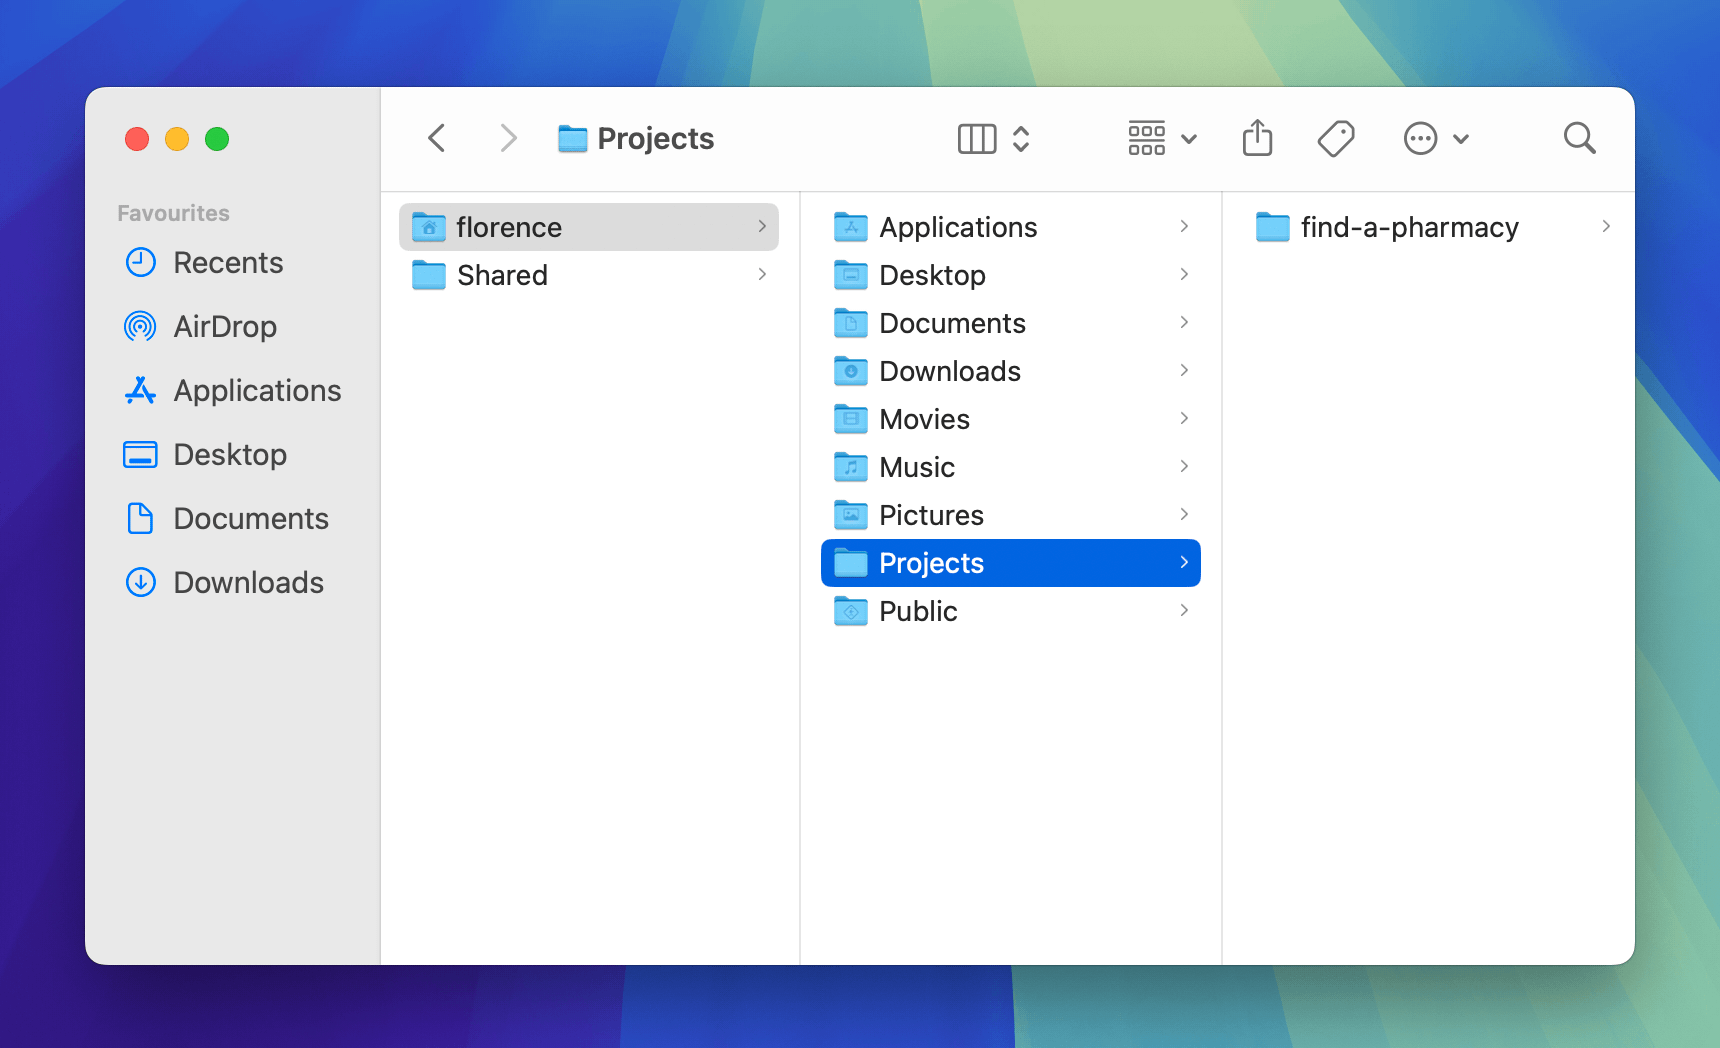 Projects
Favourites
Recents
AirDrop
Applications
Desktop
Documents
Downloads
florence
Shared
Applications
Desktop
Documents
Downloads
Movies
Music
Pictures
Projects
Public
find-a-pharmacy